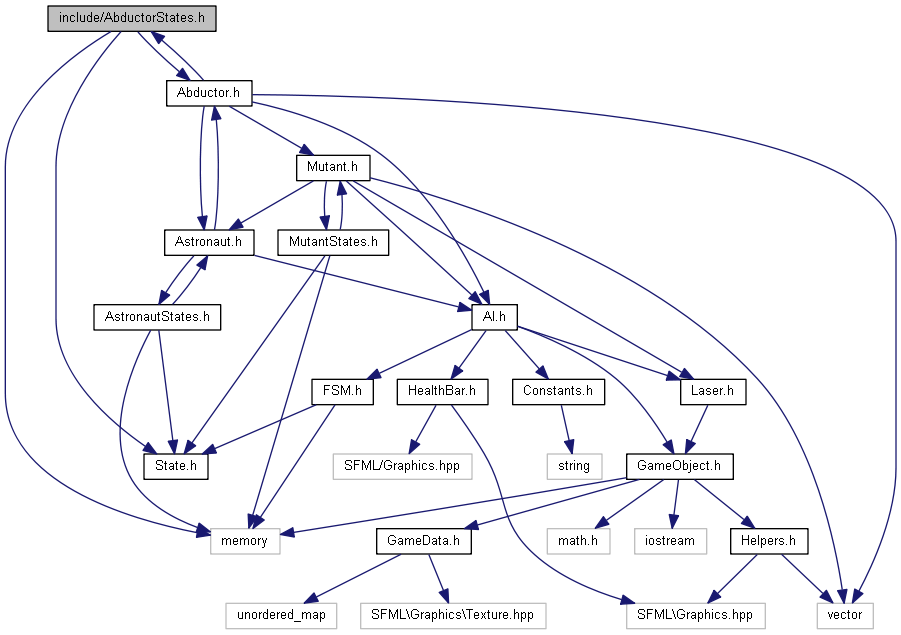 include/AbductorStates.h
Abductor.h
Mutant.h
Astronaut.h
MutantStates.h
AstronautStates.h
AI.h
FSM.h
HealthBar.h
Constants.h
Laser.h
State.h
SFML/Graphics.hpp
string
GameObject.h
memory
GameData.h
math.h
iostream
Helpers.h
unordered_map
SFML\Graphics\Texture.hpp
SFML\Graphics.hpp
vector